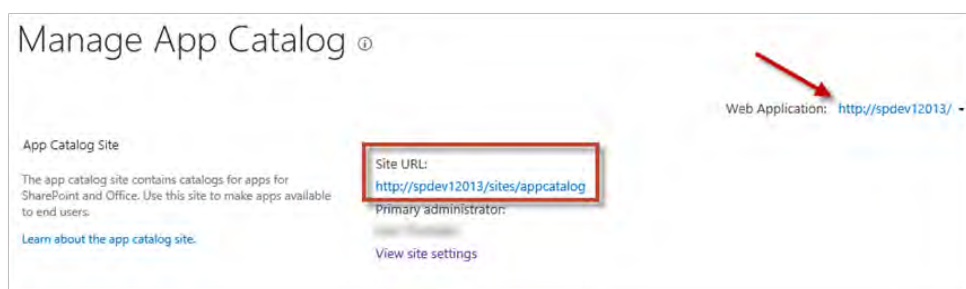 Manage App Catalog
Web Application: http://spdev12013/
App Catalog Site
Site URL:
The app catalog site contains catalogs for apps for
http://spdev12013/sites/appcatalog
SharePoint and Office. Use this site to make apps available
to end users.
Primary administrator:
Learn about the app catalog site.
View site settings